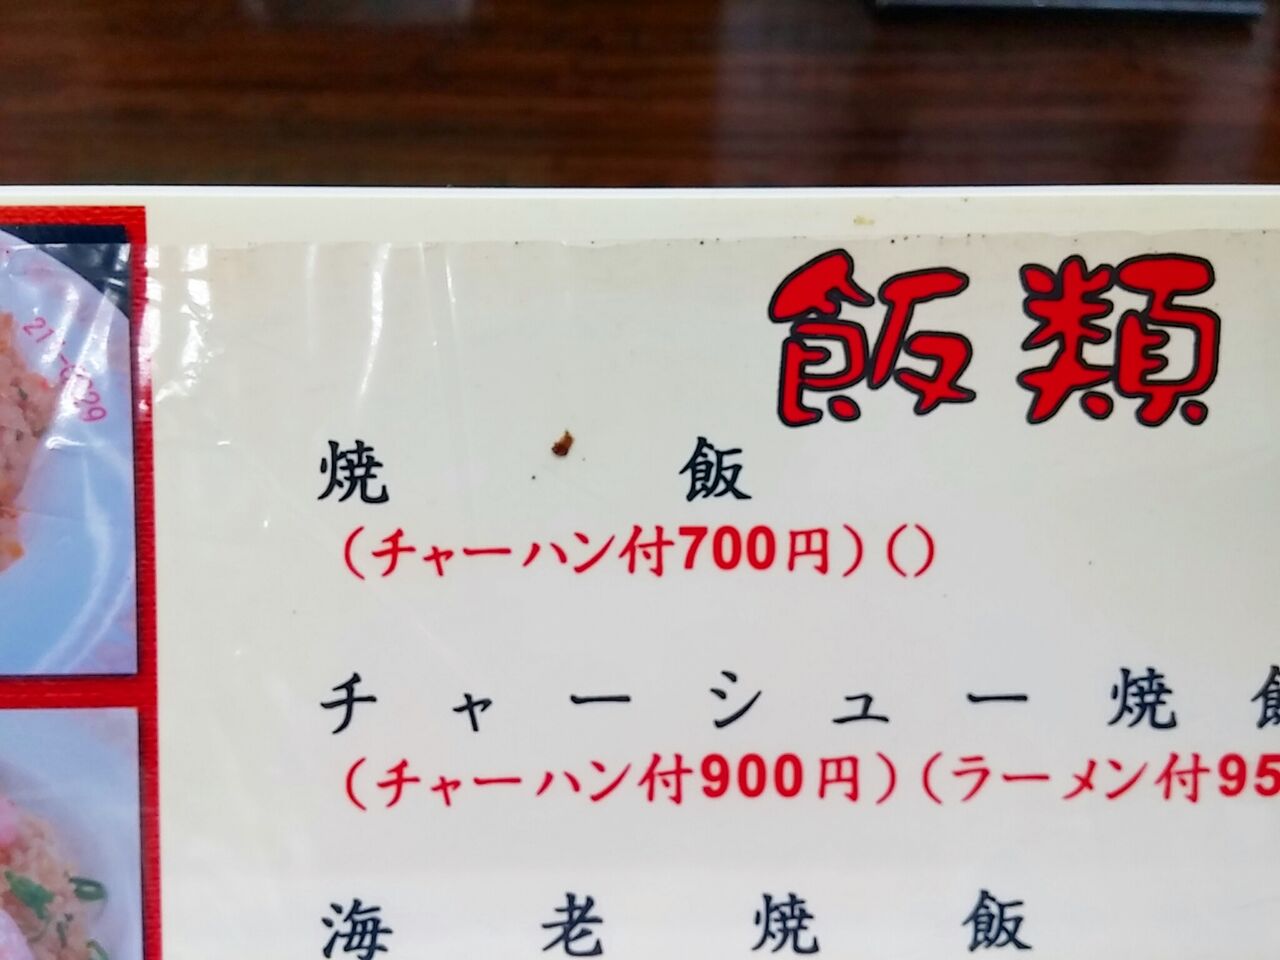 飯類
焼飯
(チャーハン付700円)()
チャーシュー焼飯
(チャーハン付900円)(ラーメン付95
海老焼飯